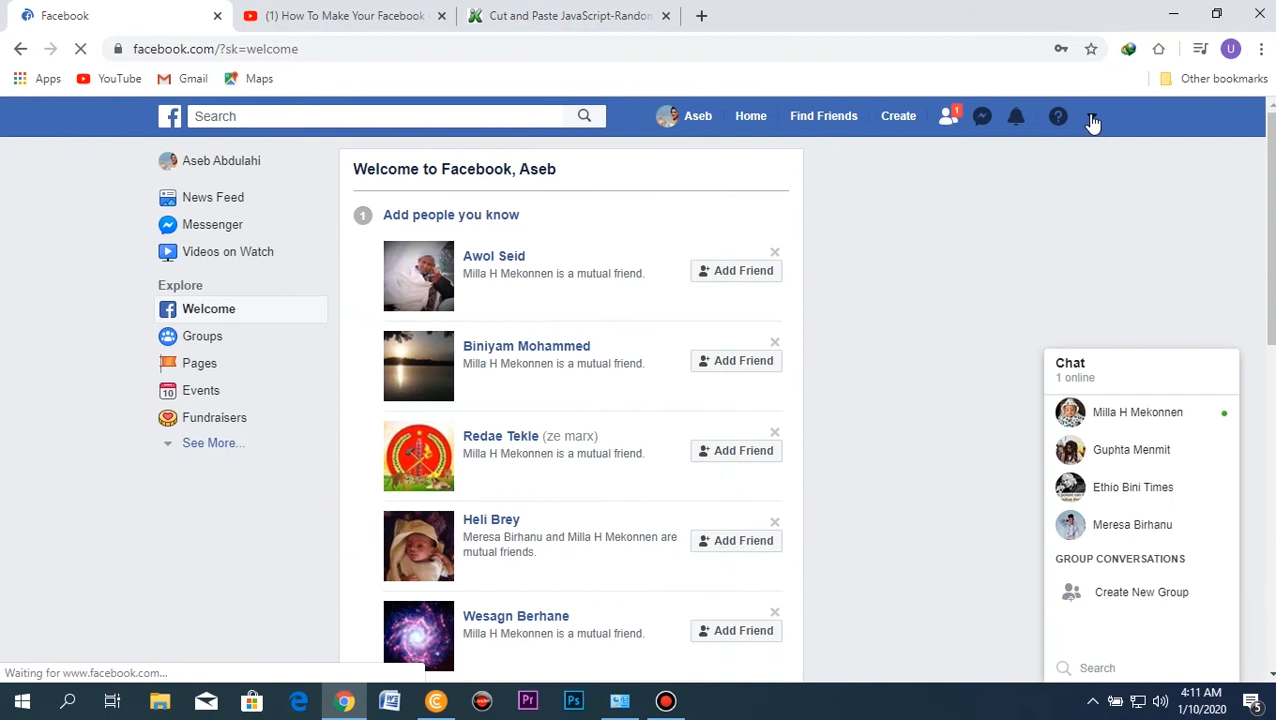 Facebook
(1) How To Make Your Facebook
Cut and Paste JavaScript-Random
facebook.com/?sk=welcome
U
Apps
YouTube
Gmail
Maps
Other bookmarks
Search
Aseb
Home
Find Friends
Create
1
Aseb Abdulahi
News Feed
Messenger
Videos on Watch
Explore
Welcome
Groups
Pages
10
Events
Fundraisers
See More...
Welcome to Facebook, Aseb
1 Add people you know
Awol Seid
Milla H Mekonnen is a mutual friend.
Add Friend
Biniyam Mohammed
Milla H Mekonnen is a mutual friend.
Add Friend
Redae Tekle (ze marx)
Milla H Mekonnen is a mutual friend.
Add Friend
Heli Brey
Meresa Birhanu and Milla H Mekonnen are
mutual friends.
Add Friend
Wesagn Berhane
Milla H Mekonnen is a mutual friend.
Add Friend
Chat
1 online
Milla H Mekonnen
Guphta Menmit
Ethio Bini Times
Meresa Birhanu
GROUP CONVERSATIONS
Create New Group
Search
Waiting for www.facebook.com...
Pr
Ps
4:11 AM
1/10/2020
5